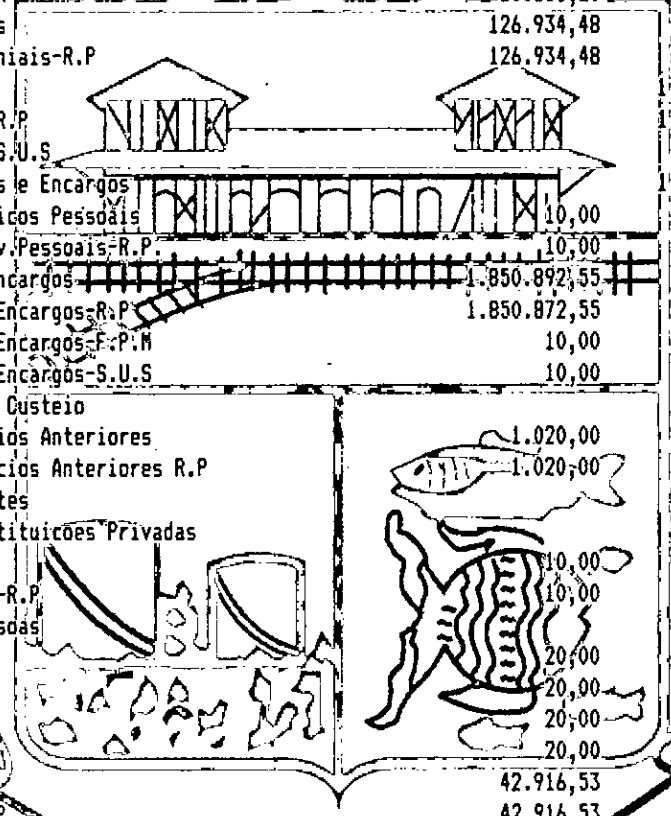 s 126.934,48
niais-R.P 126.934,48
R.P
S.U.S
s e Encargos
icos Pessoais 10,00
v.Pessoais-R.P. 10,00
ncargos 1.850.892,55
Encargos-R.P 1.850.872,55
Encargos-F.P.M 10,00
Encargos-S.U.S 10,00
Custeio
ios Anteriores 1.020,00
cios Anteriores R.P 1.020,00
tes
tituicões Privadas
10,00
-R.P 10,00
soas
20,00
20,00
20,00
20,00
42.916,53
42.916,53